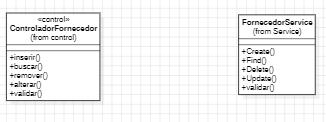 «control»
ControladorFornecedor
(from control)
+inserir()
+buscar()
+remover()
+alterar()
+validar()
FornecedorService
(from Service)
+Create()
+Find()
+Delete()
+Update()
+validar()